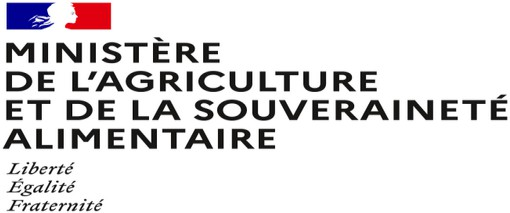 MINISTÈRE
DE L'AGRICULTURE
ET DE LA SOUVERAINETÉ
ALIMENTAIRE
Liberté
Égalité
Fraternité